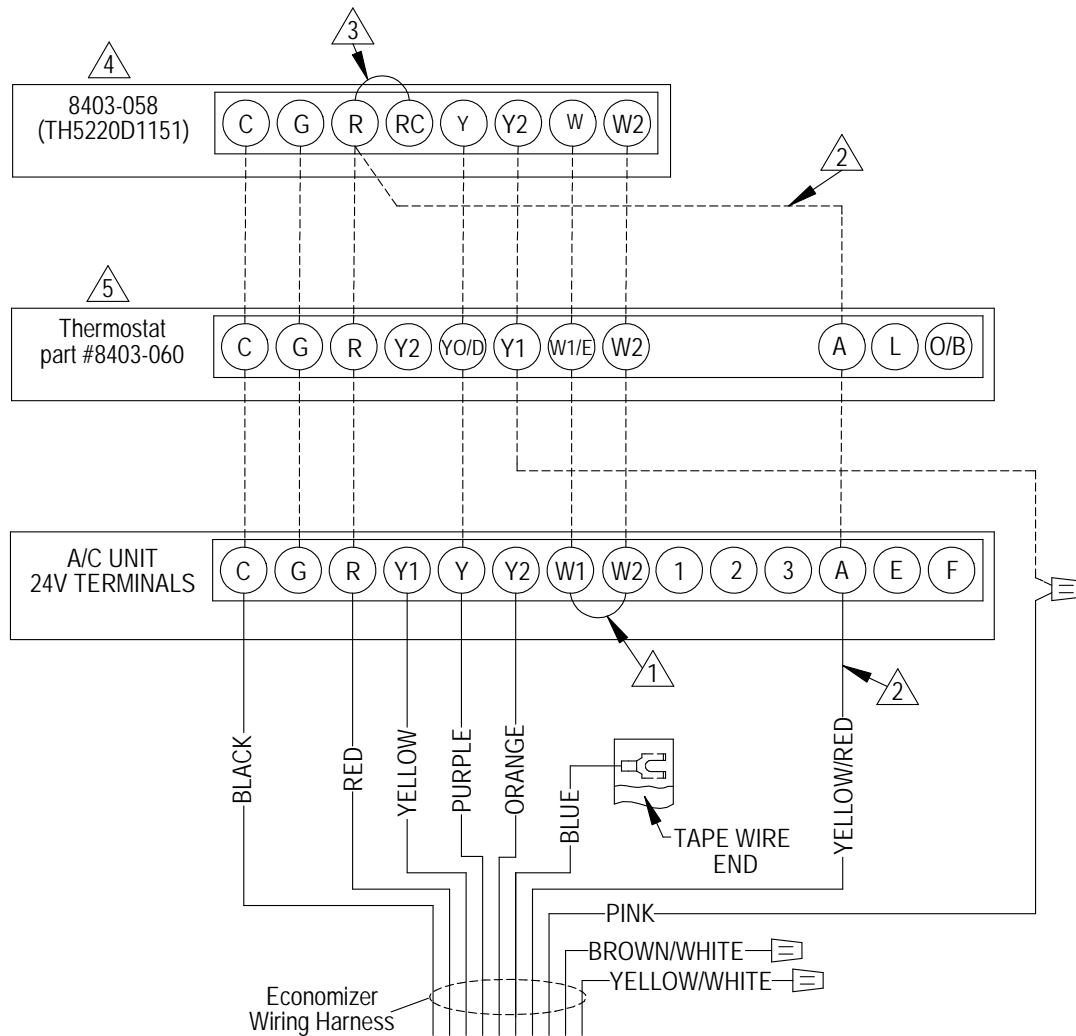 3
4
8403-058
(TH5220D1151)
C G R RC Y Y2 W W2
2
5
Thermostat
part #8403-060
C G R Y2 YO/D Y1 W1/E W2 A L O/B
A/C UNIT
24V TERMINALS
C G R Y1 Y Y2 W1 W2 1 2 3 A E F
1
2
BLACK
RED
YELLOW
PURPLE
ORANGE
BLUE
YELLOW/RED
TAPE WIRE
END
PINK
BROWN/WHITE
YELLOW/WHITE
Economizer
Wiring Harness